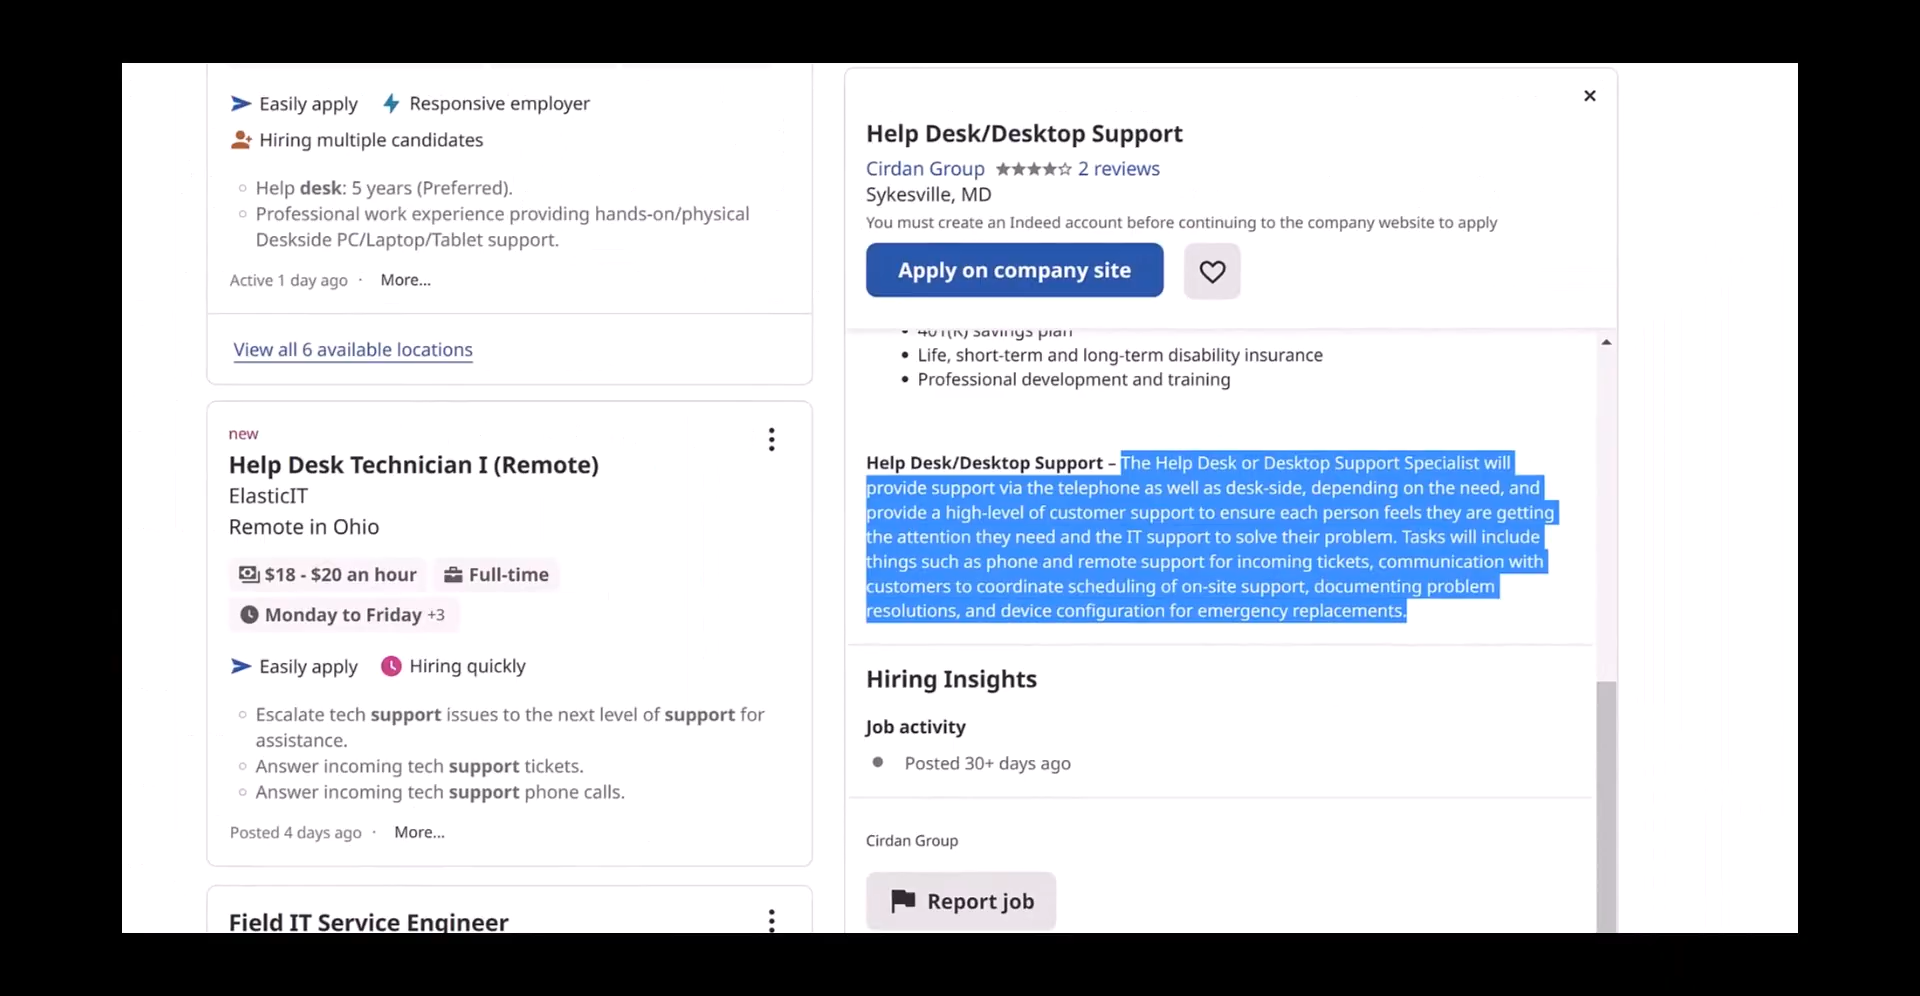 Easily apply Responsive employer
Hiring multiple candidates
Help desk: 5 years (Preferred).
Professional work experience providing hands-on/physical
Deskside PC/Laptop/Tablet support.
Active 1 day ago · More...
View all 6 available locations
new
Help Desk Technician I (Remote)
ElasticIT
Remote in Ohio
$18 - $20 an hour Full-time
Monday to Friday +3
Easily apply Hiring quickly
Escalate tech support issues to the next level of support for
assistance.
Answer incoming tech support tickets.
Answer incoming tech support phone calls.
Posted 4 days ago · More...
Field IT Service Engineer
Help Desk/Desktop Support
Cirdan Group 2 reviews
Sykesville, MD
You must create an Indeed account before continuing to the company website to apply
Apply on company site
401(K) savings plan
Life, short-term and long-term disability insurance
Professional development and training
Help Desk/Desktop Support – The Help Desk or Desktop Support Specialist will
provide support via the telephone as well as desk-side, depending on the need, and
provide a high-level of customer support to ensure each person feels they are getting
the attention they need and the IT support to solve their problem. Tasks will include
things such as phone and remote support for incoming tickets, communication with
customers to coordinate scheduling of on-site support, documenting problem
resolutions, and device configuration for emergency replacements.
Hiring Insights
Job activity
Posted 30+ days ago
Cirdan Group
Report job